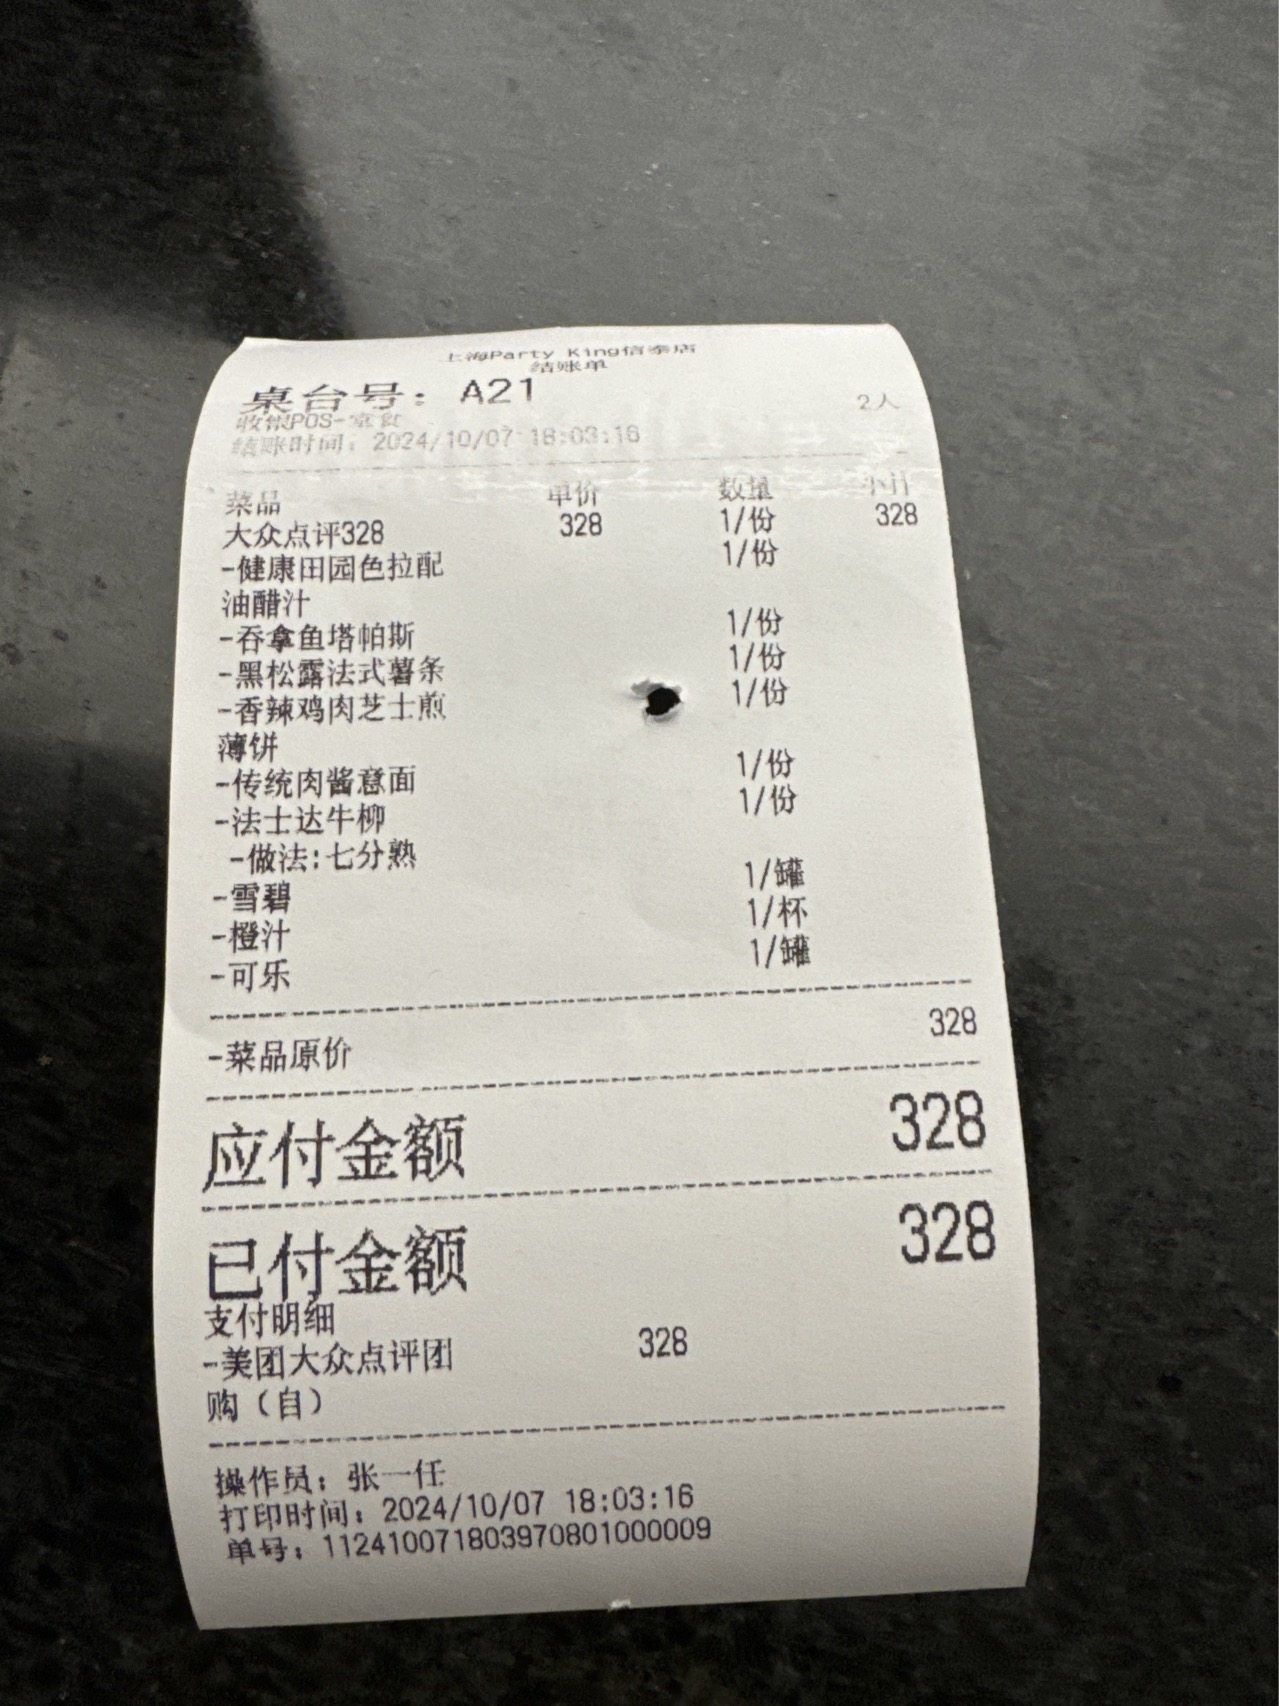 上海Party King信泰店
结账单
桌台号：A21 2人
收银POS-堂食
结账时间：2024/10/07 18:03:16
菜品 单价 数量 小计
大众点评328 328 1/份 328
-健康田园色拉配 1/份
油醋汁
-吞拿鱼塔帕斯 1/份
-黑松露法式薯条 1/份
-香辣鸡肉芝士煎 1/份
薄饼
-传统肉酱意面 1/份
-法士达牛柳 1/份
-做法:七分熟
-雪碧 1/罐
-橙汁 1/杯
-可乐 1/罐
-菜品原价 328
应付金额 328
已付金额 328
支付明细
-美团大众点评团 328
购（自）
操作员：张一任
打印时间：2024/10/07 18:03:16
单号：112410071803970801000009